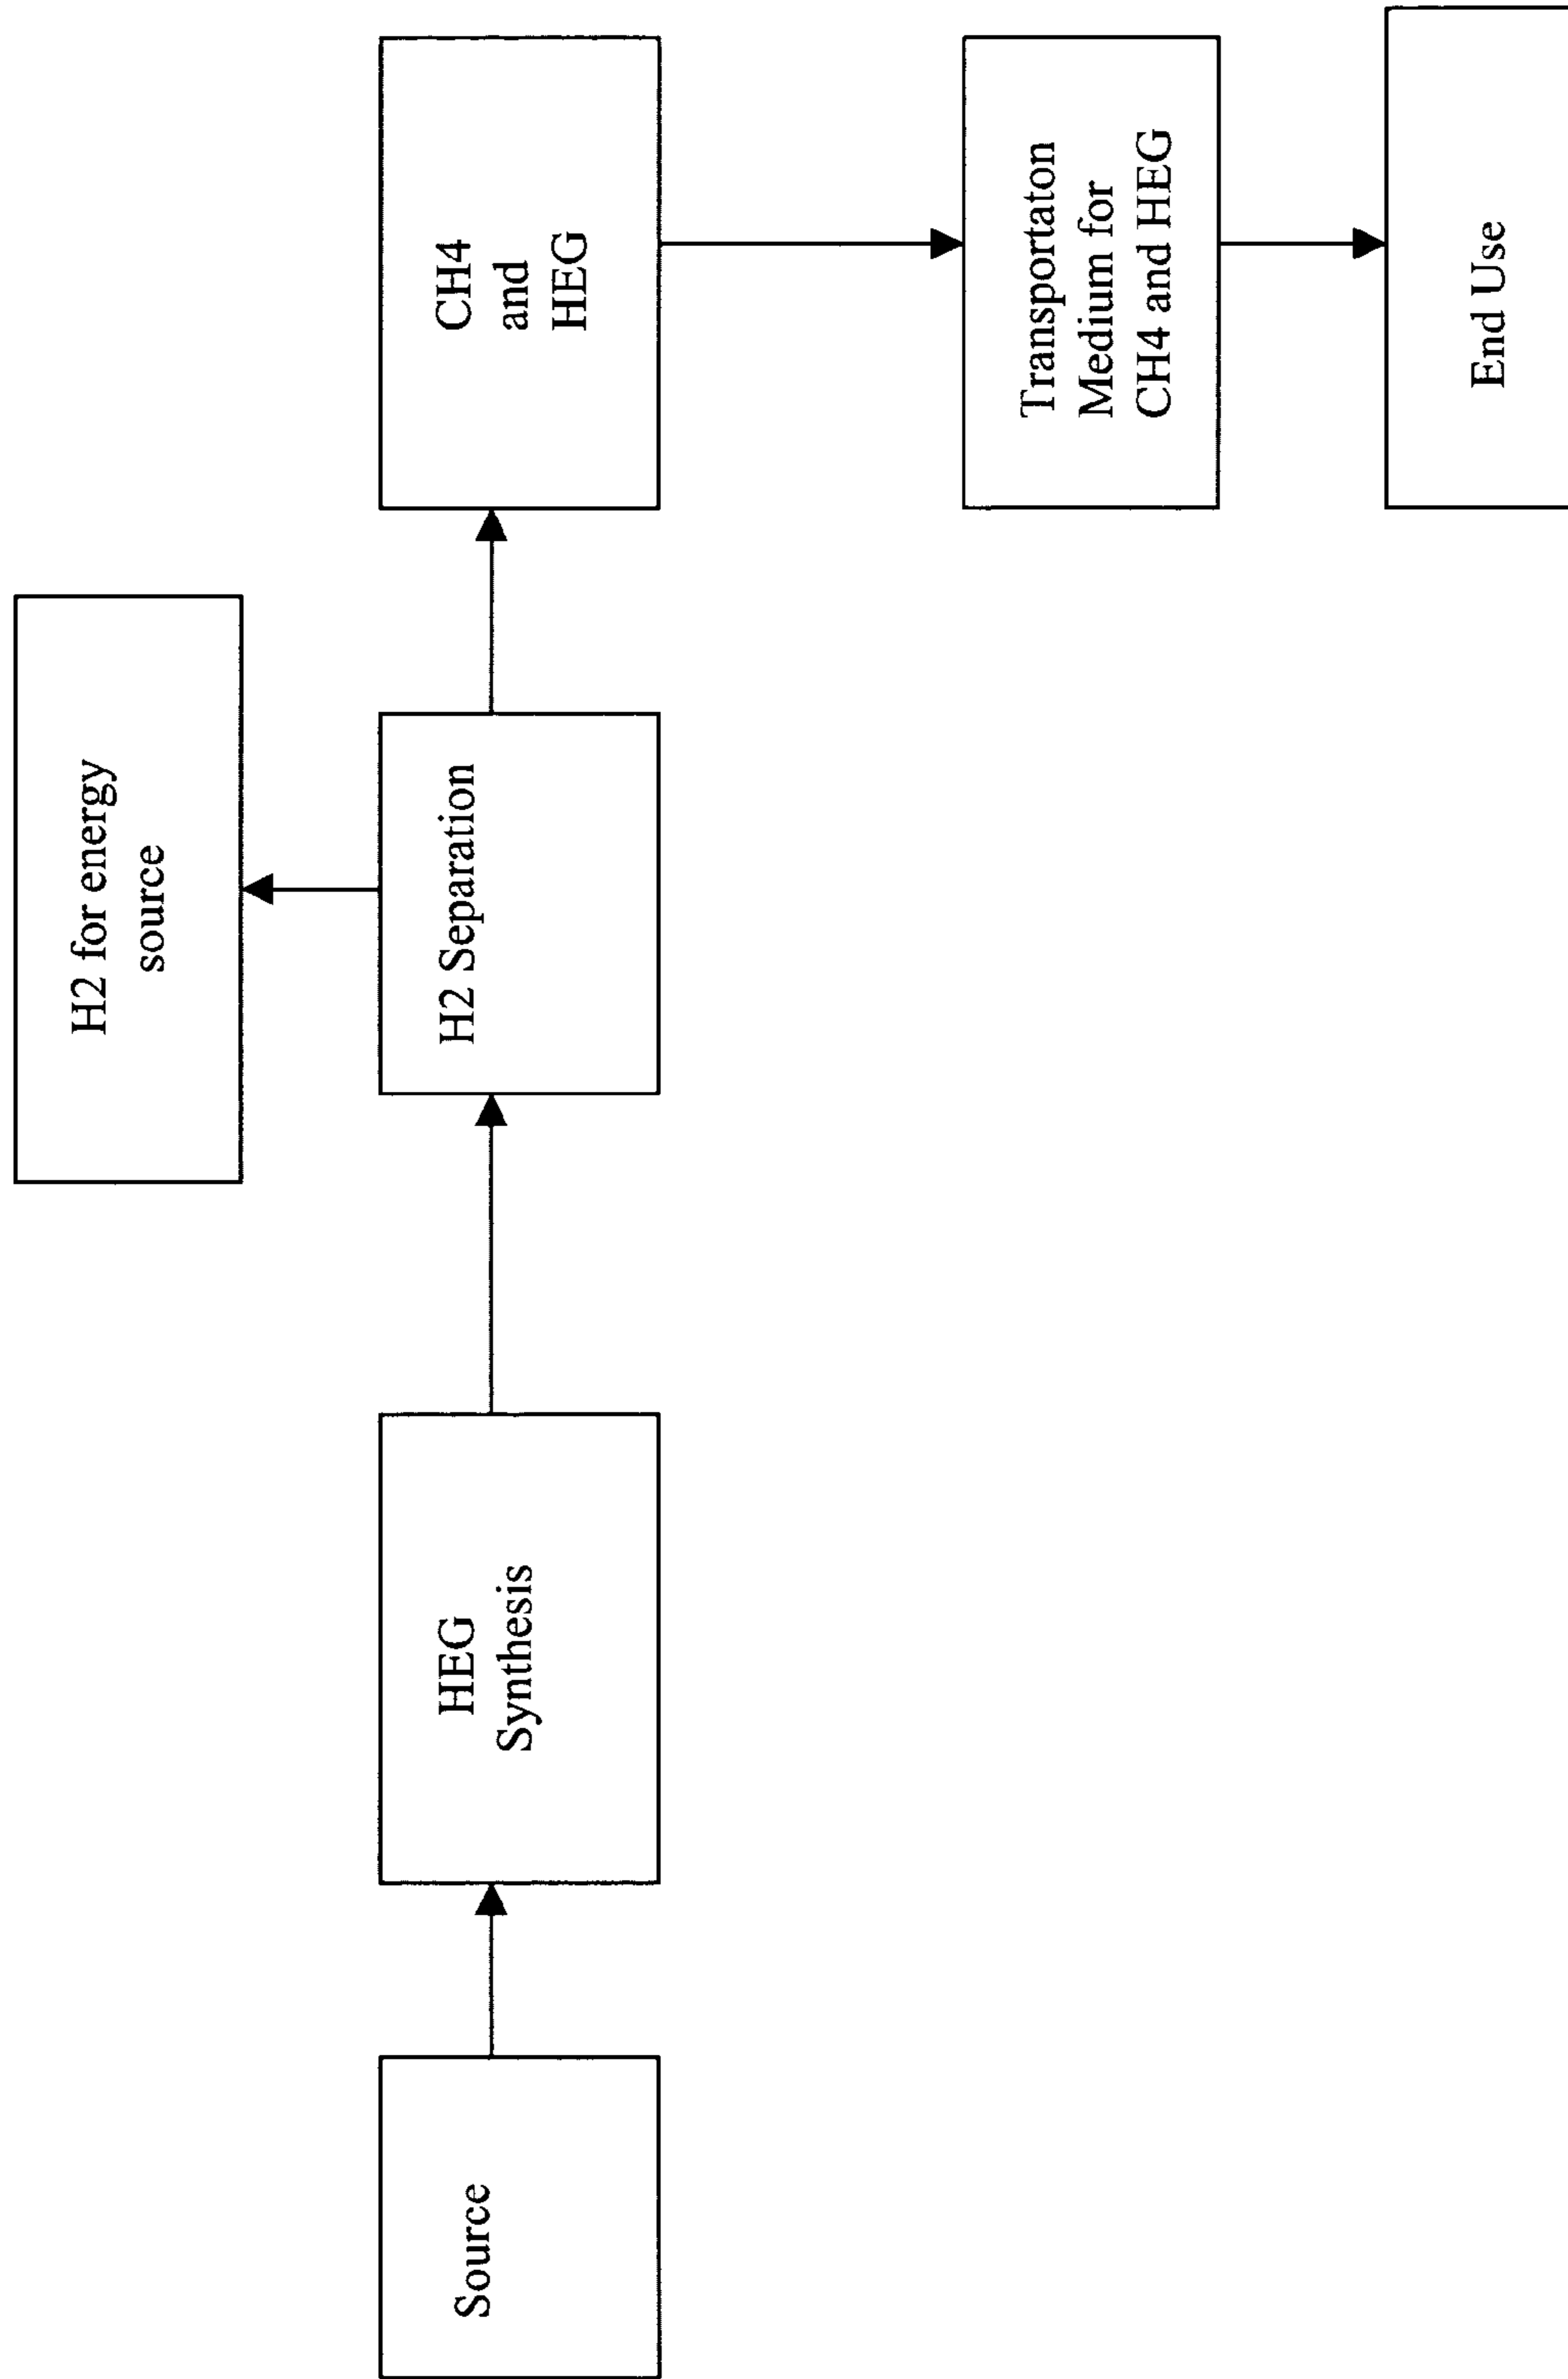 Source
HEG
Synthesis
H2 Separation
H2 for energy
source
CH4
and
HEG
Transportaton
Medium for
CH4 and HEG
End Use